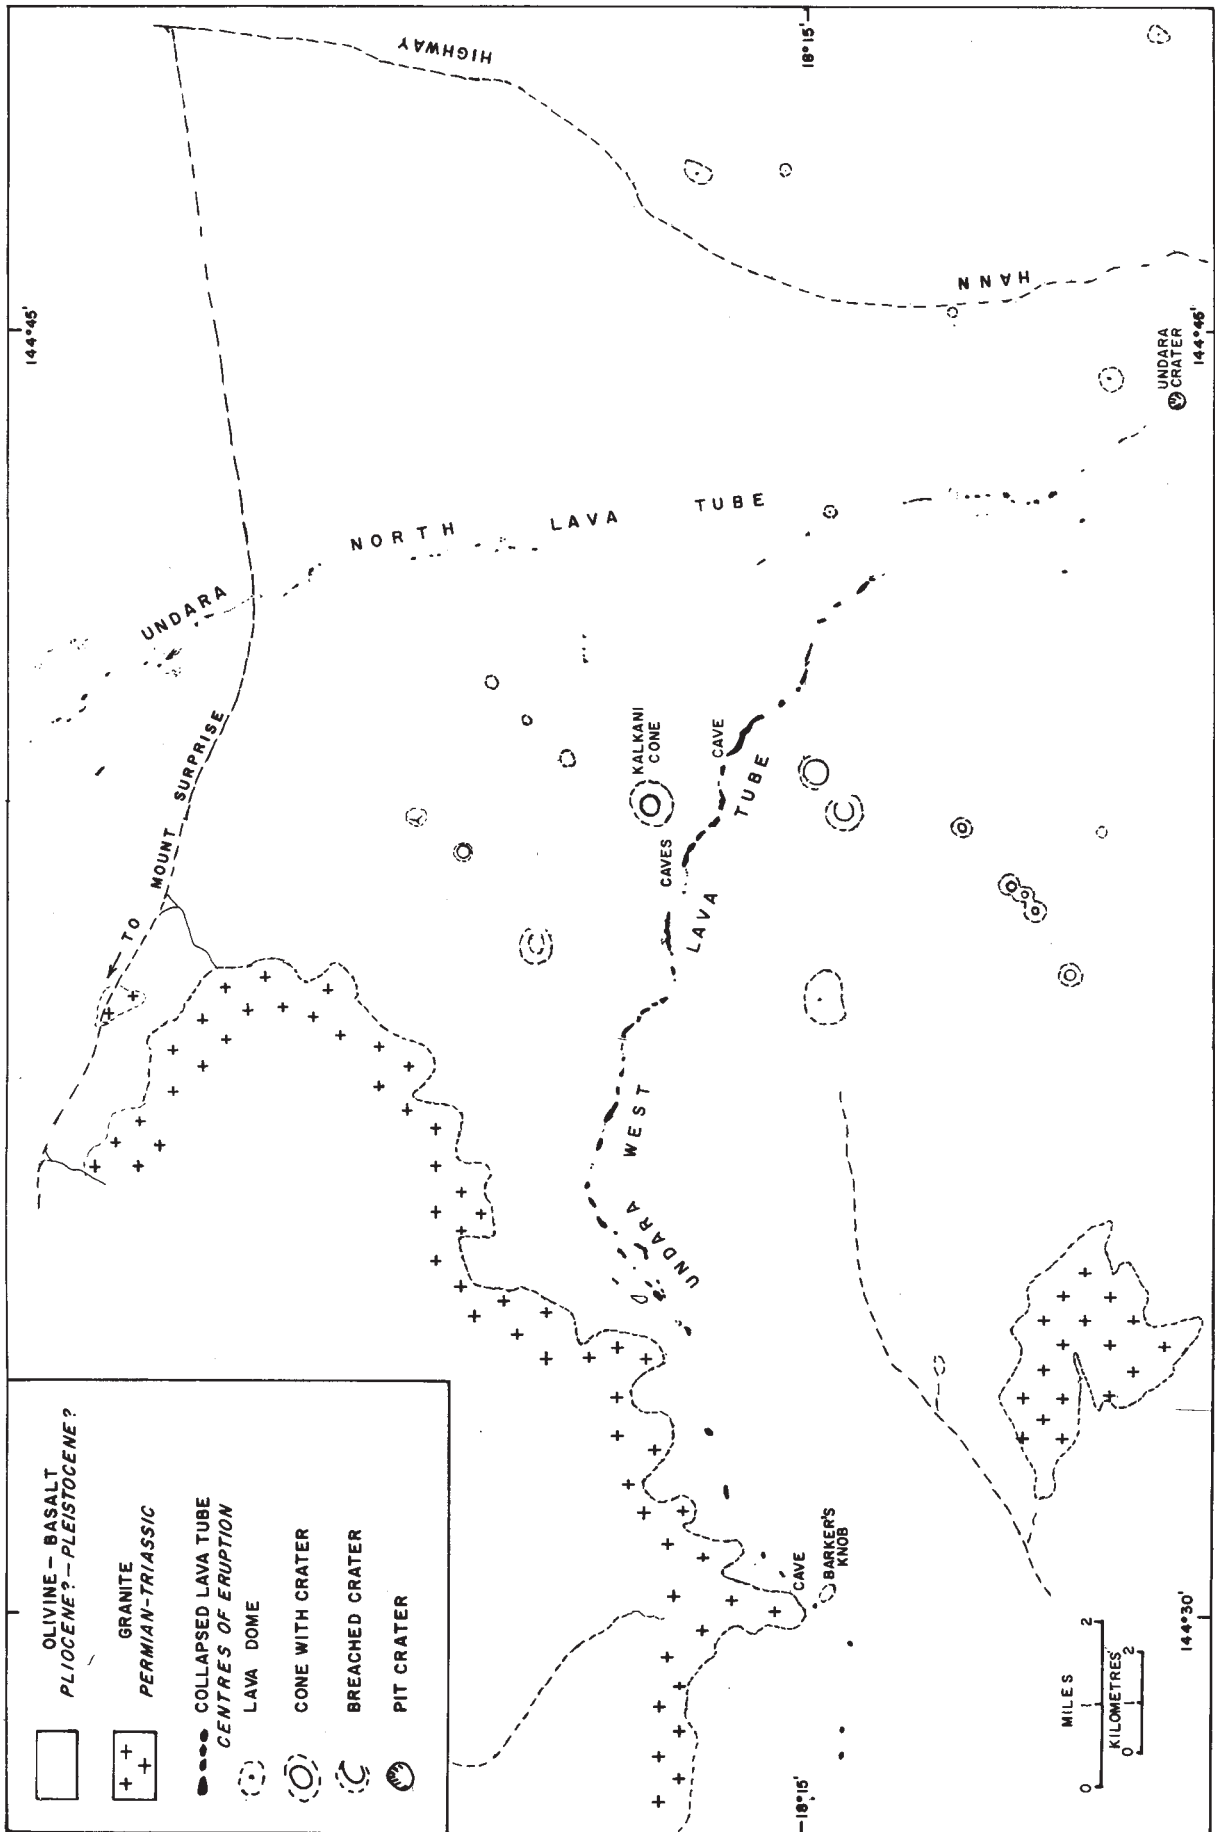 OLIVINE – BASALT
PLIOCENE? – PLEISTOCENE?
GRANITE
PERMIAN-TRIASSIC
COLLAPSED LAVA TUBE
CENTRES OF ERUPTION
LAVA DOME
CONE WITH CRATER
BREACHED CRATER
PIT CRATER
144°45'
18°15'
HANN HIGHWAY
TO MOUNT SURPRISE
UNDARA NORTH LAVA TUBE
KALKANI
CONE
CAVE
CAVES
UNDARA WEST LAVA TUBE
UNDARA
CRATER
144°45'
CAVE
BARKER'S
KNOB
18°15'
144°30'
MILES
0 1 2
KILOMETRES
0 1 2